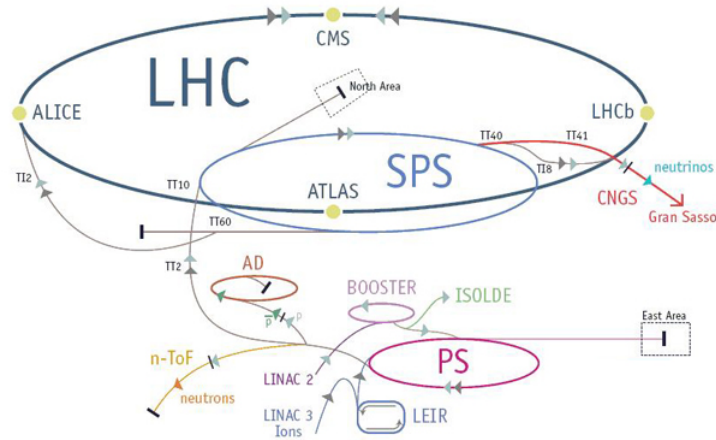 CMS
LHC
North Area
ALICE
LHCb
TT40
TT41
TI8
neutrinos
SPS
TI2
TT10
CNGS
Gran Sasso
ATLAS
TT60
TT2
AD
BOOSTER
ISOLDE
East Area
p
p
n-ToF
PS
LINAC 2
neutrons
LINAC 3
Ions
LEIR